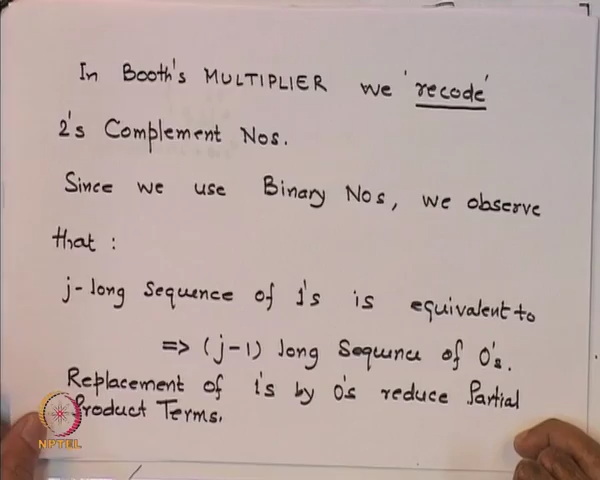 In Booth's MULTIPLIER we 'recode'
2's Complement Nos.
Since we use Binary Nos, we observe
that :
j-long sequence of 1's is equivalent to
=> (j-1) long Sequence of 0's.
Replacement of 1's by 0's reduce Partial
Product Terms.
NPTEL